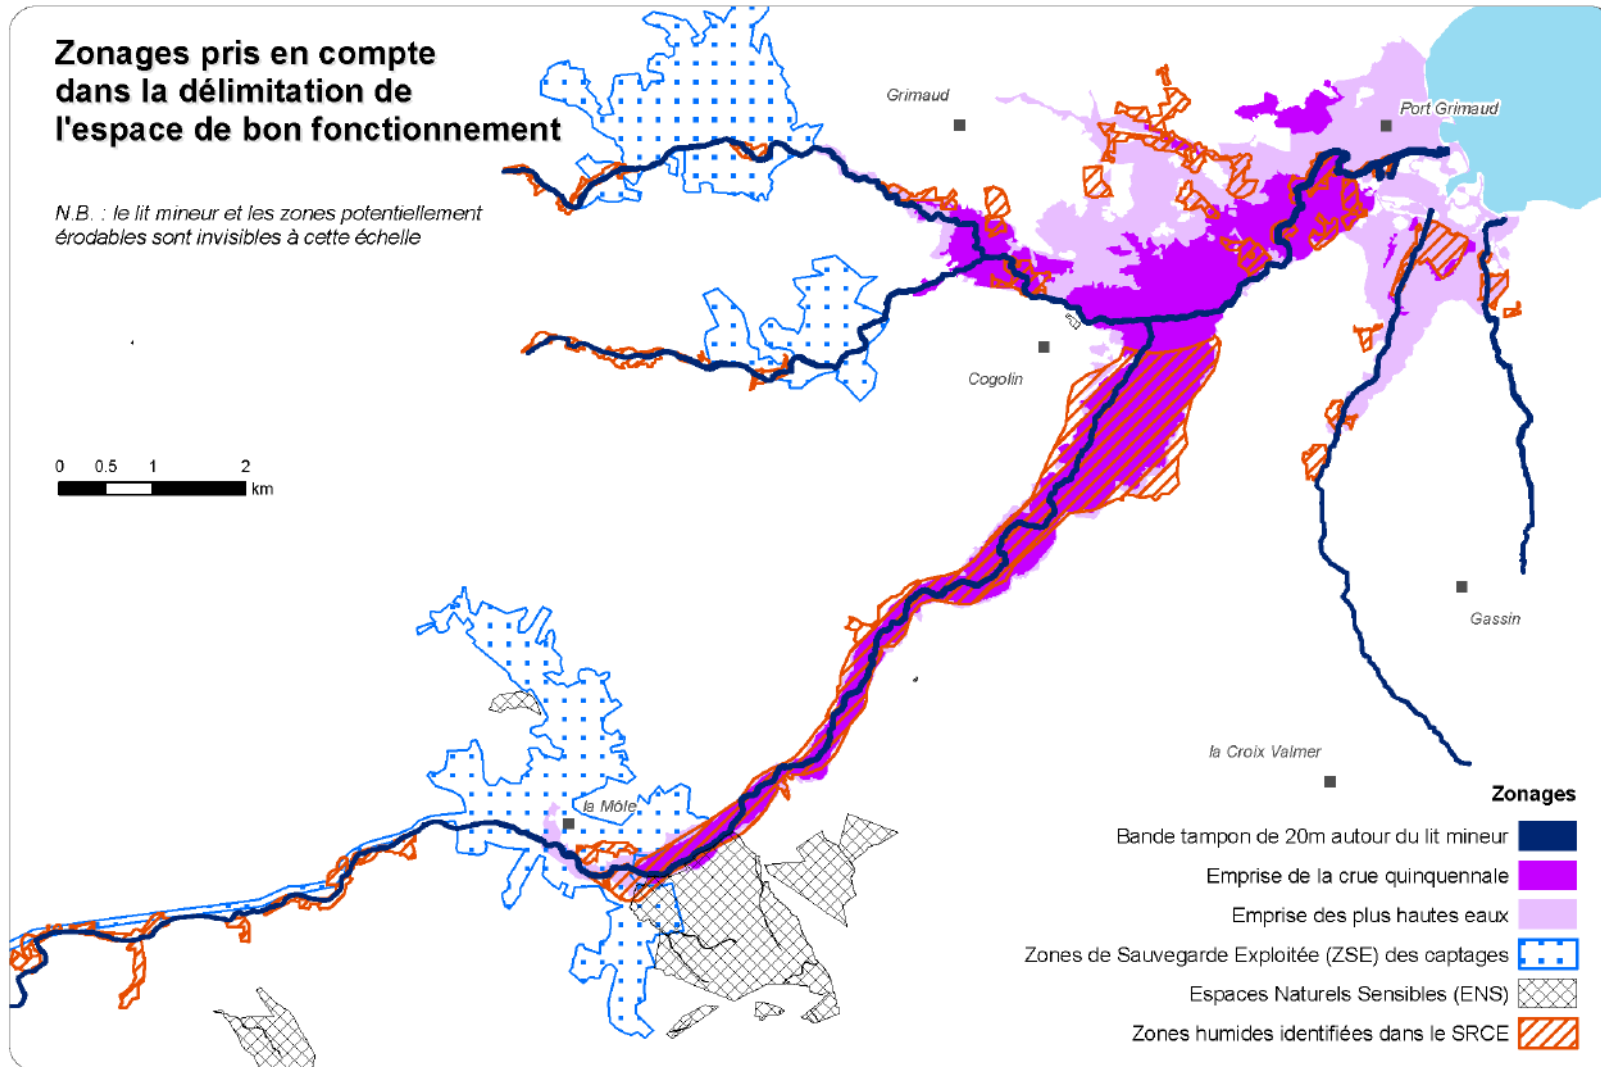 Zonages pris en compte
dans la délimitation de
l'espace de bon fonctionnement
N.B. : le lit mineur et les zones potentiellement
érodables sont invisibles à cette échelle
Grimaud
Port Grimaud
Cogolin
0 0.5 1 2
km
Gassin
la Croix Valmer
la Môle
Zonages
Bande tampon de 20m autour du lit mineur
Emprise de la crue quinquennale
Emprise des plus hautes eaux
Zones de Sauvegarde Exploitée (ZSE) des captages
Espaces Naturels Sensibles (ENS)
Zones humides identifiées dans le SRCE